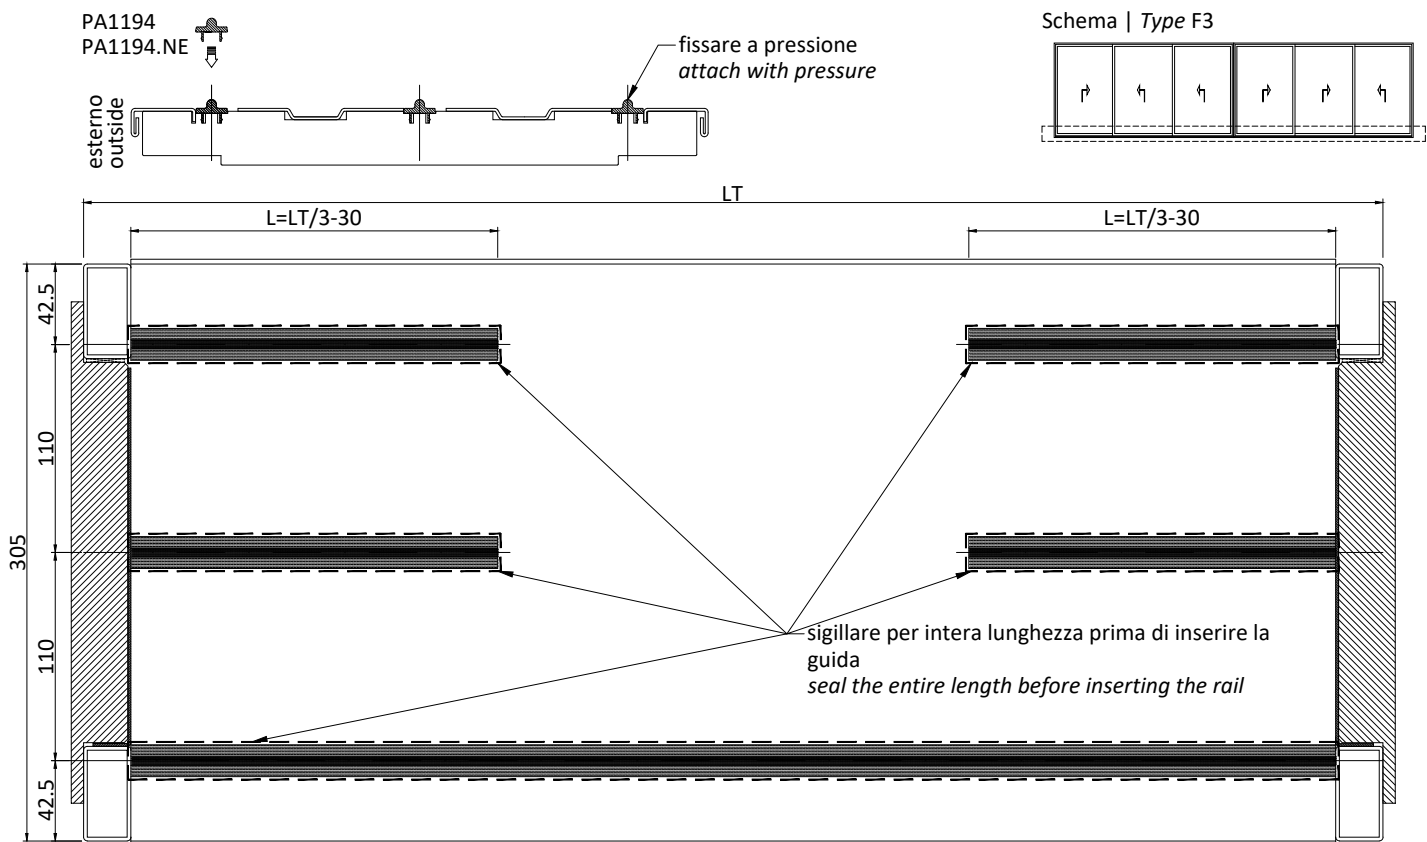 PA1194
PA1194.NE
fissare a pressione
attach with pressure
esterno
outside
Schema | Type F3
LT
L=LT/3-30
L=LT/3-30
42.5
110
305
110
42.5
sigillare per intera lunghezza prima di inserire la
guida
seal the entire length before inserting the rail